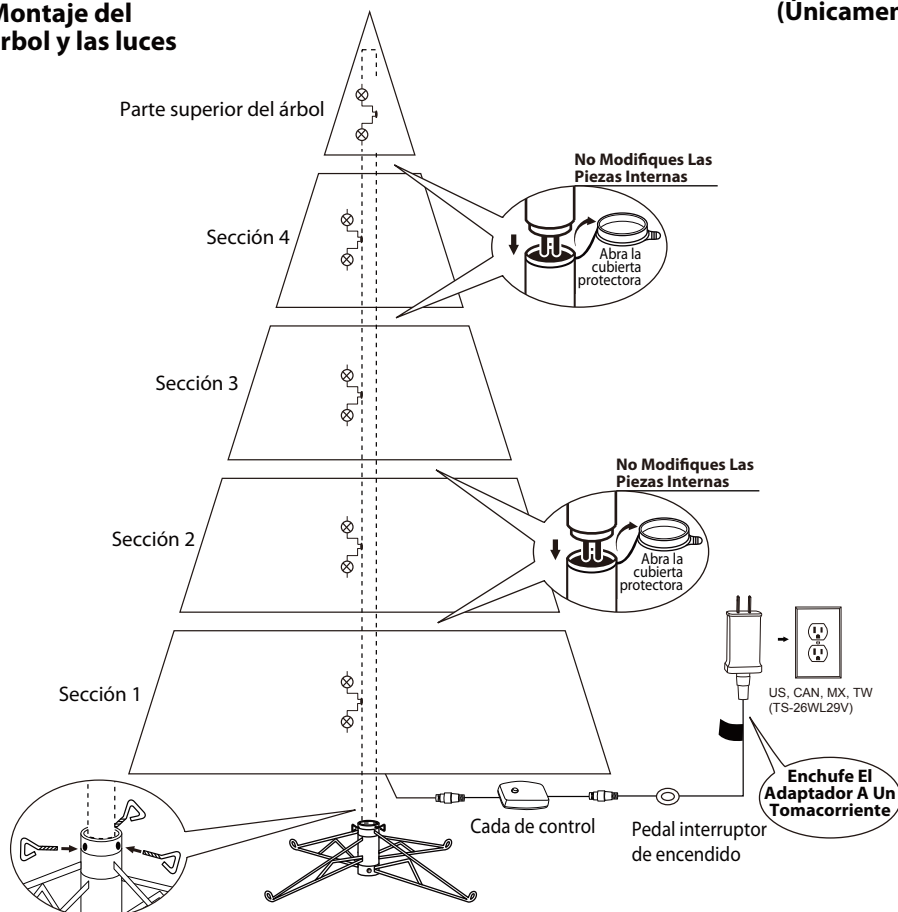 Montaje del
árbol y las luces
(Únicamen
Parte superior del árbol
No Modifiques Las
Piezas Internas
Sección 4
Abra la
cubierta
protectora
Sección 3
No Modifiques Las
Piezas Internas
Sección 2
Abra la
cubierta
protectora
Sección 1
US, CAN, MX, TW
(TS-26WL29V)
Enchufe El
Adaptador A Un
Tomacorriente
Cada de control
Pedal interruptor
de encendido